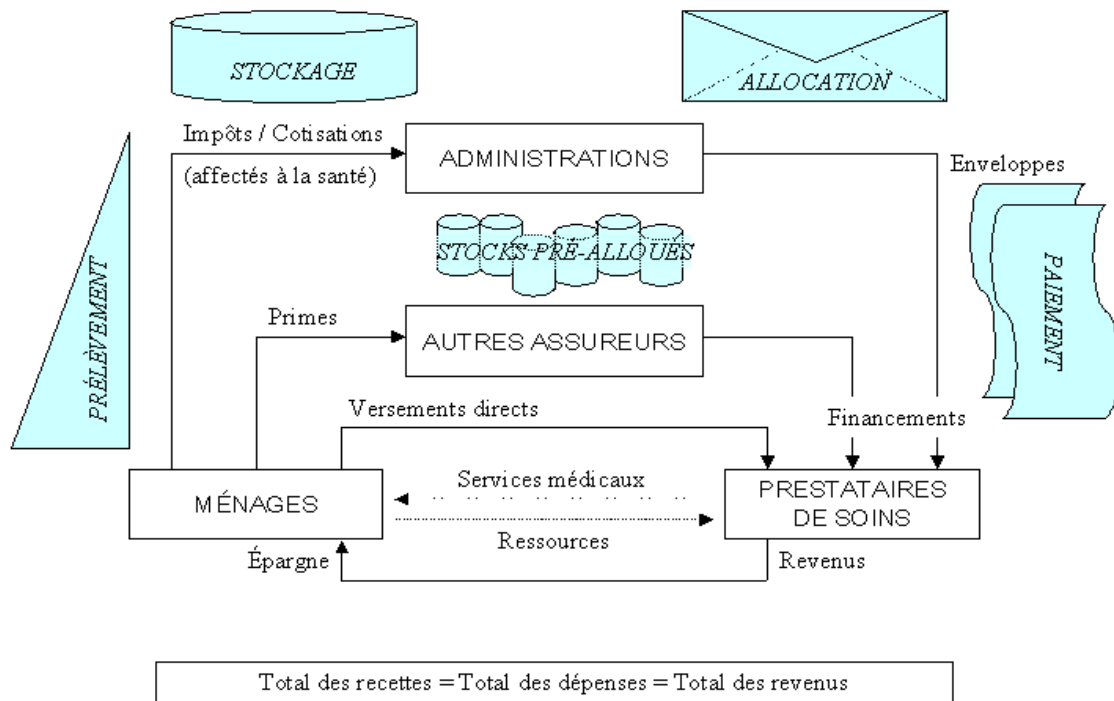 STOCKAGE
ALLOCATION
Impôts / Cotisations
(affectés à la santé)
ADMINISTRATIONS
Enveloppes
STOCKS PRÉ-ALLOUÉS
PRÉLÈVEMENT
PAIEMENT
Primes
AUTRES ASSUREURS
Versements directs
Financements
MÉNAGES
Services médicaux
PRESTATAIRES
DE SOINS
Ressources
Épargne
Revenus
Total des recettes = Total des dépenses = Total des revenus